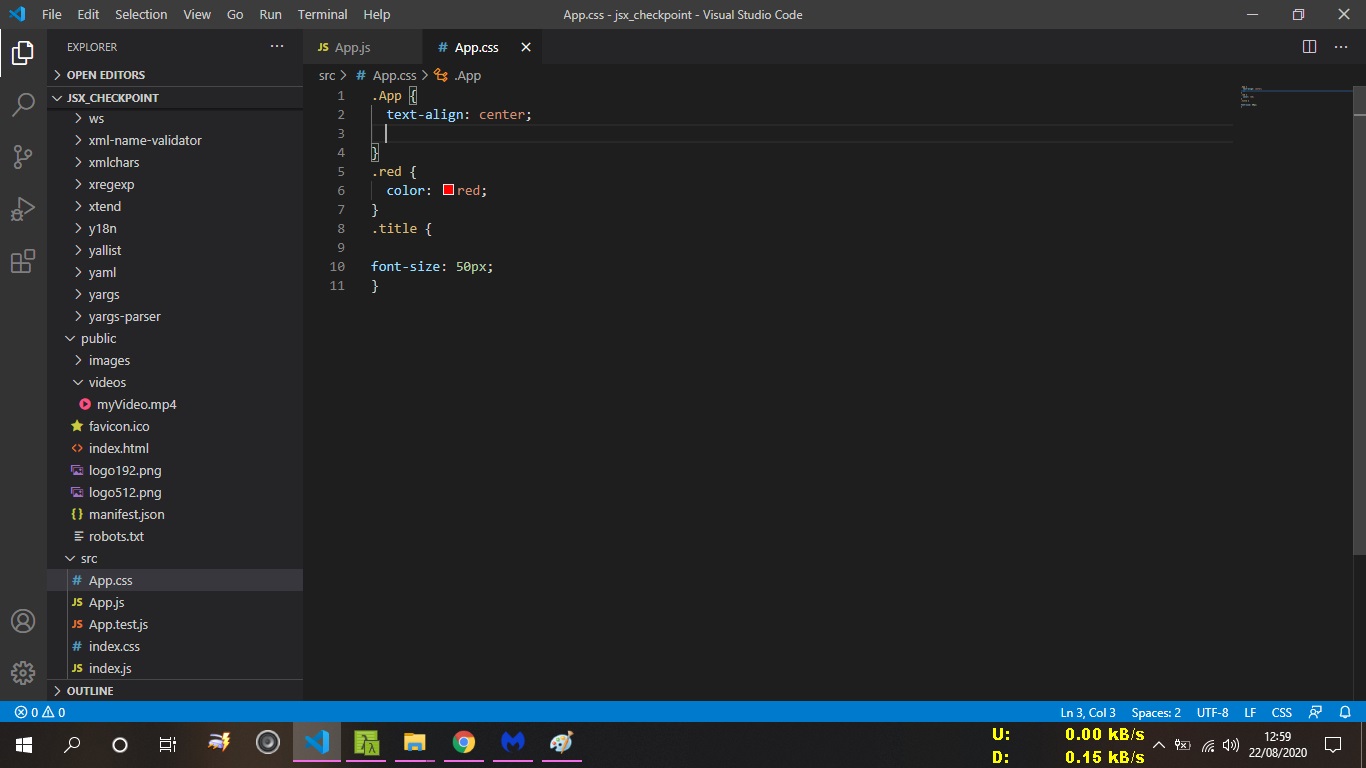 File Edit Selection View Go Run Terminal Help
App.css - jsx_checkpoint - Visual Studio Code
EXPLORER
OPEN EDITORS
JSX_CHECKPOINT
ws
xml-name-validator
xmlchars
xregexp
xtend
y18n
yallist
yaml
yargs
yargs-parser
public
images
videos
myVideo.mp4
favicon.ico
index.html
logo192.png
logo512.png
manifest.json
robots.txt
src
# App.css
JS App.js
JS App.test.js
# index.css
JS index.js
OUTLINE
JS App.js # App.css
src > # App.css > .App
1 .App {
2 text-align: center;
3
4 }
5 .red {
6 color: red;
7 }
8 .title {
9
10 font-size: 50px;
11 }
0 0
Ln 3, Col 3 Spaces: 2 UTF-8 LF CSS
U: 0.00 kB/s
D: 0.15 kB/s
12:59
22/08/2020